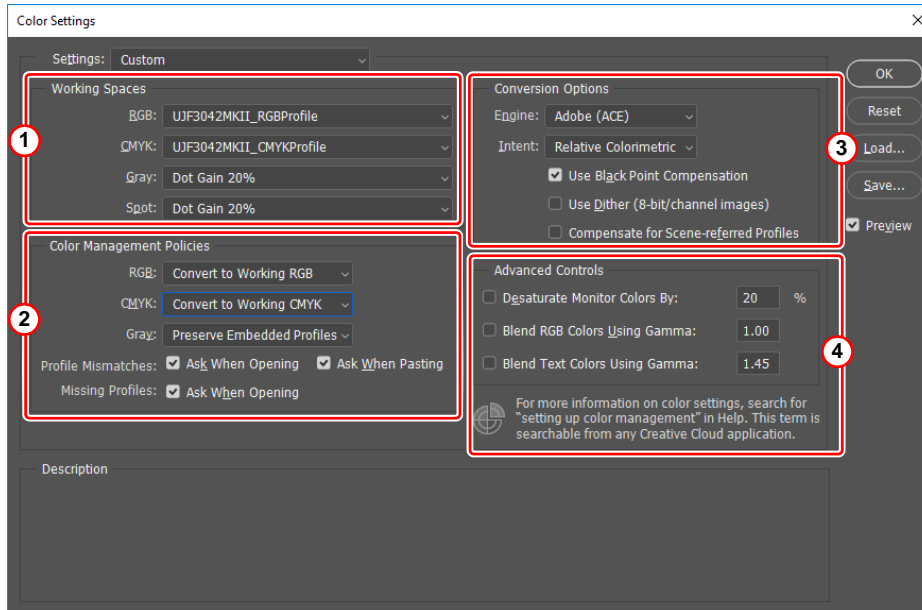 Color Settings
Settings: Custom
OK
Reset
Load...
Save...
Preview
1
Working Spaces
RGB: UJF3042MKII_RGBProfile
CMYK: UJF3042MKII_CMYKProfile
Gray: Dot Gain 20%
Spot: Dot Gain 20%
2
Color Management Policies
RGB: Convert to Working RGB
CMYK: Convert to Working CMYK
Gray: Preserve Embedded Profiles
Profile Mismatches: Ask When Opening Ask When Pasting
Missing Profiles: Ask When Opening
3
Conversion Options
Engine: Adobe (ACE)
Intent: Relative Colorimetric
Use Black Point Compensation
Use Dither (8-bit/channel images)
Compensate for Scene-referred Profiles
4
Advanced Controls
Desaturate Monitor Colors By: 20 %
Blend RGB Colors Using Gamma: 1.00
Blend Text Colors Using Gamma: 1.45
For more information on color settings, search for
"setting up color management" in Help. This term is
searchable from any Creative Cloud application.
Description